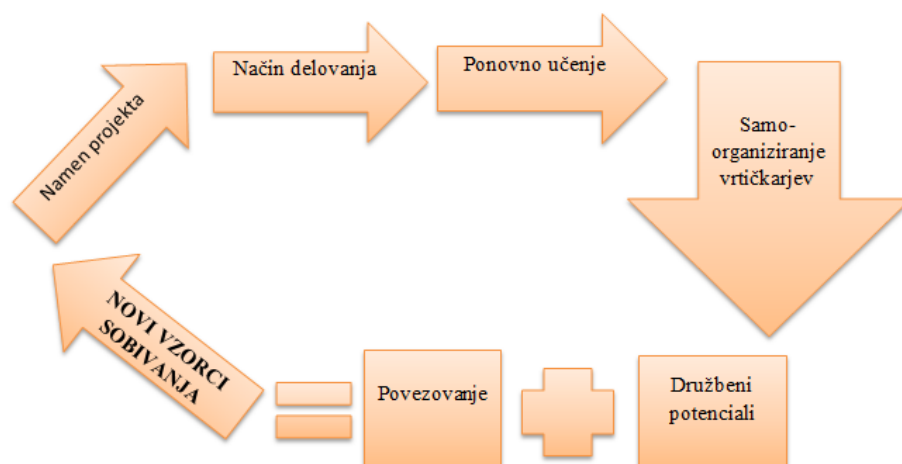 Namen projekta
Način delovanja
Ponovno učenje
Samo-
organiziranje
vrtičkarjev
Družbeni
potenciali
Povezovanje
NOVI VZORCI
SOBIVANJA